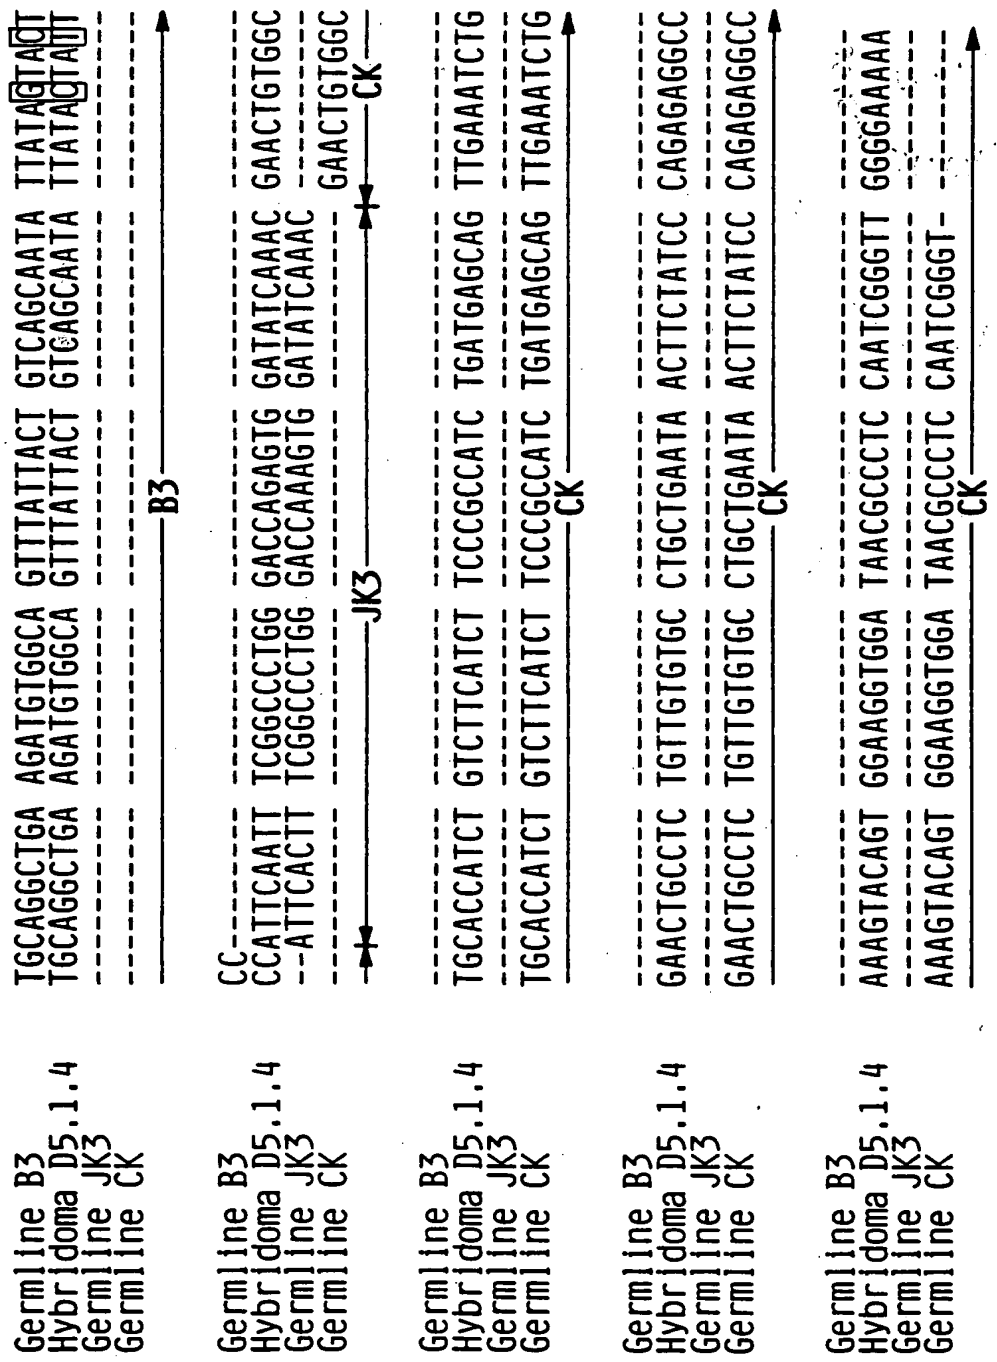 Germline B3 TGCAGGCTGA AGATGTGGCA GTTTATTACT GTCAGCAATA TTATAGTACT
Hybridoma D5.1.4 TGCAGGCTGA AGATGTGGCA GTTTATTACT GTCAGCAATA TTATACTATT
Germline JK3 ---------- ---------- ---------- ---------- ----------
Germline CK ---------- ---------- ---------- ---------- ----------
B3
Germline B3 CC-------- ---------- ---------- ---------- ----------
Hybridoma D5.1.4 CCATTCAATT TCGGCCCTGG GACCAGAGTG GATATCAAAC GAACTGTGGC
Germline JK3 --ATTCACTT TCGGCCCTGG GACCAAAGTG GATATCAAAC ----------
Germline CK ---------- ---------- ---------- ---------- GAACTGTGGC
JK3 CK
Germline B3 ---------- ---------- ---------- ---------- ----------
Hybridoma D5.1.4 TGCACCATCT GTCTTCATCT TCCCGCCATC TGATGAGCAG TTGAAATCTG
Germline JK3 ---------- ---------- ---------- ---------- ----------
Germline CK TGCACCATCT GTCTTCATCT TCCCGCCATC TGATGAGCAG TTGAAATCTG
CK
Germline B3 ---------- ---------- ---------- ---------- ----------
Hybridoma D5.1.4 GAACTGCCTC TGTTGTGTGC CTGCTGAATA ACTTCTATCC CAGAGAGGCC
Germline JK3 ---------- ---------- ---------- ---------- ----------
Germline CK GAACTGCCTC TGTTGTGTGC CTGCTGAATA ACTTCTATCC CAGAGAGGCC
CK
Germline B3 ---------- ---------- ---------- ---------- ----------
Hybridoma D5.1.4 AAAGTACAGT GGAAGGTGGA TAACGCCCTC CAATCGGGTT GGGGAAAAA
Germline JK3 ---------- ---------- ---------- ---------- ----------
Germline CK AAAGTACAGT GGAAGGTGGA TAACGCCCTC CAATCGGGT- ----------
CK